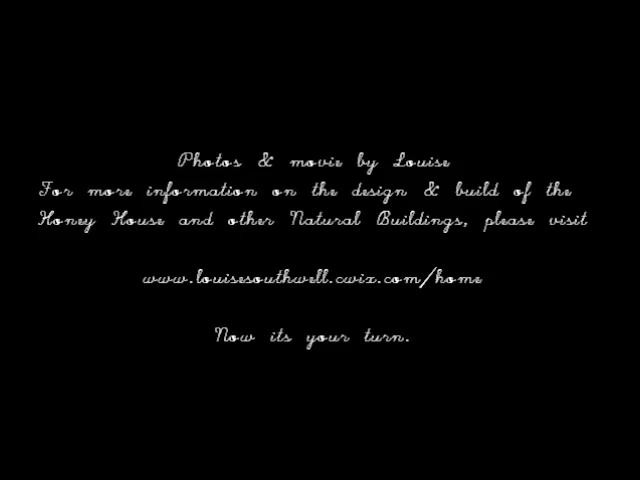 Photos & movie by Louise
For more information on the design & build of the
Honey House and other Natural Buildings, please visit
www.louisesouthwell.cwix.com/home
Now its your turn.